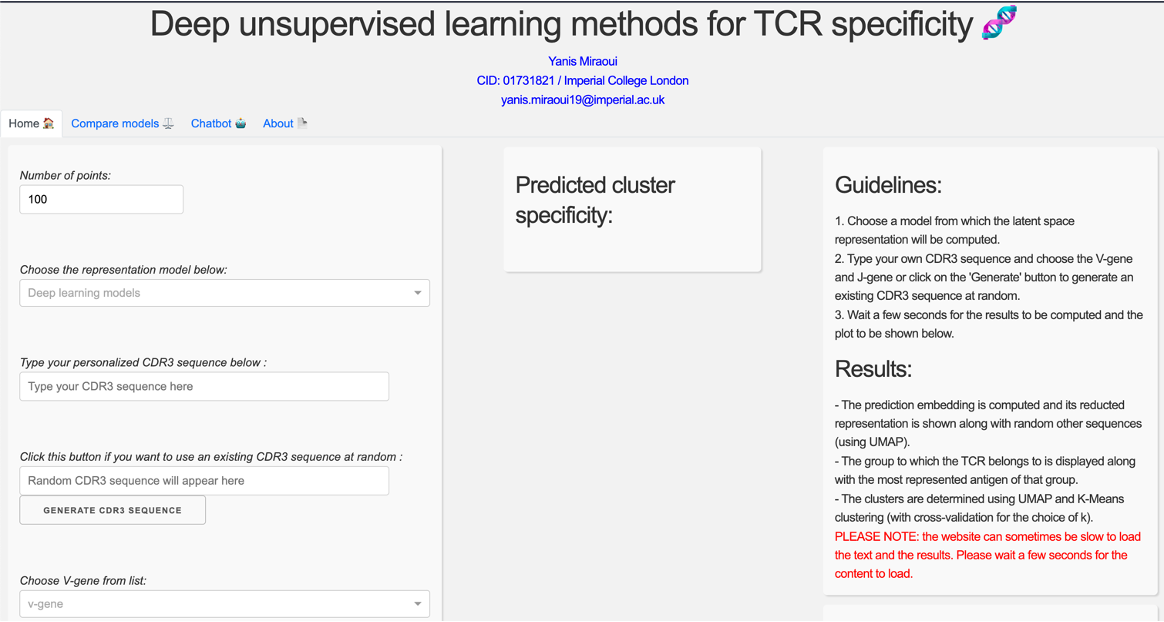 Deep unsupervised learning methods for TCR specificity 🧬
Yanis Miraoui
CID: 01731821 / Imperial College London
yanis.miraoui19@imperial.ac.uk
Home 🏠 Compare models ⚖️ Chatbot 🤖 About 📄
Number of points:
100
Choose the representation model below:
Deep learning models
Type your personalized CDR3 sequence below :
Type your CDR3 sequence here
Click this button if you want to use an existing CDR3 sequence at random :
Random CDR3 sequence will appear here
GENERATE CDR3 SEQUENCE
Choose V-gene from list:
v-gene
Predicted cluster
specificity:
Guidelines:
1. Choose a model from which the latent space
representation will be computed.
2. Type your own CDR3 sequence and choose the V-gene
and J-gene or click on the 'Generate' button to generate an
existing CDR3 sequence at random.
3. Wait a few seconds for the results to be computed and the
plot to be shown below.
Results:
- The prediction embedding is computed and its reducted
representation is shown along with random other sequences
(using UMAP).
- The group to which the TCR belongs to is displayed along
with the most represented antigen of that group.
- The clusters are determined using UMAP and K-Means
clustering (with cross-validation for the choice of k).
PLEASE NOTE: the website can sometimes be slow to load
the text and the results. Please wait a few seconds for the
content to load.